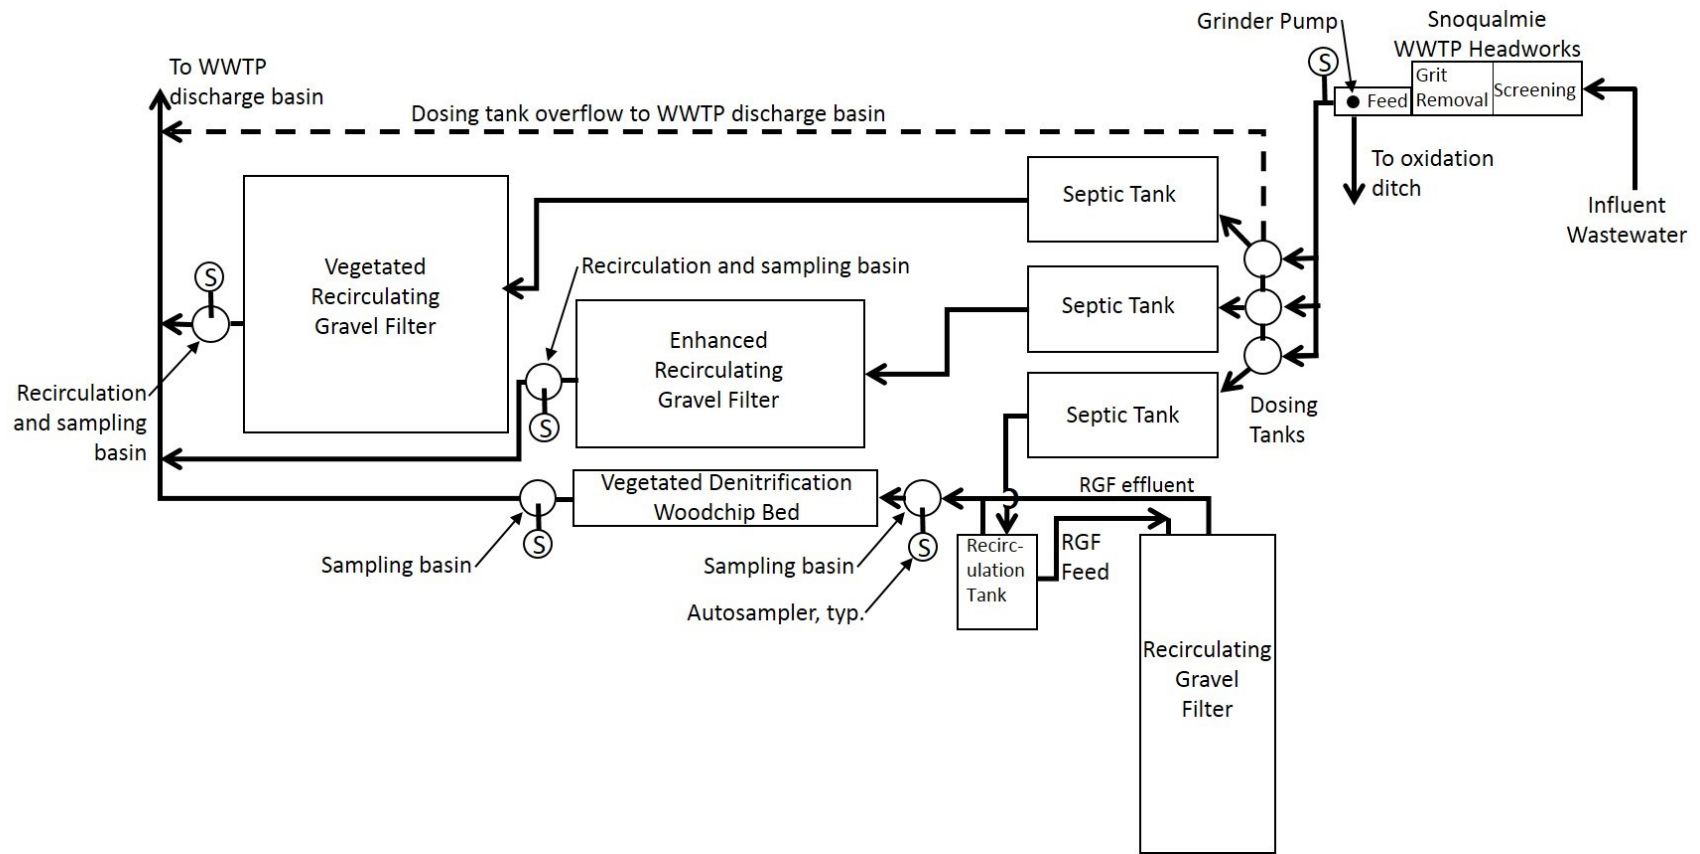 Grinder Pump
Snoqualmie
WWTP Headworks
S
Feed
Grit
Removal
Screening
To WWTP
discharge basin
Dosing tank overflow to WWTP discharge basin
To oxidation
ditch
Influent
Wastewater
Septic Tank
Vegetated
Recirculating
Gravel Filter
S
Recirculation and sampling basin
Septic Tank
Enhanced
Recirculating
Gravel Filter
Recirculation
and sampling
basin
S
Septic Tank
Dosing
Tanks
Vegetated Denitrification
Woodchip Bed
RGF effluent
S
Sampling basin
S
Sampling basin
Autosampler, typ.
Recirc-
ulation
Tank
RGF
Feed
Recirculating
Gravel
Filter